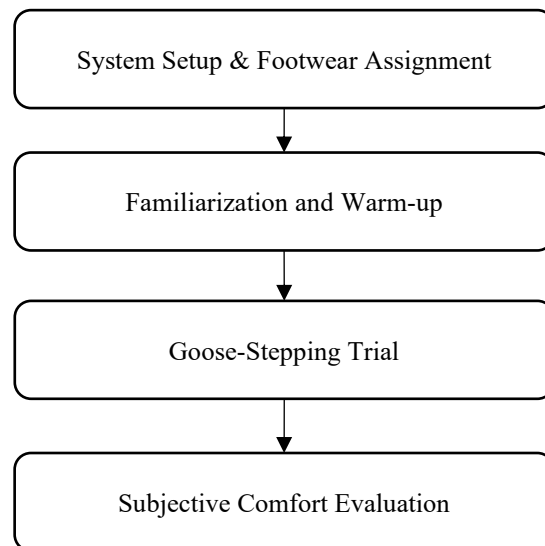 System Setup & Footwear Assignment
Familiarization and Warm-up
Goose-Stepping Trial
Subjective Comfort Evaluation